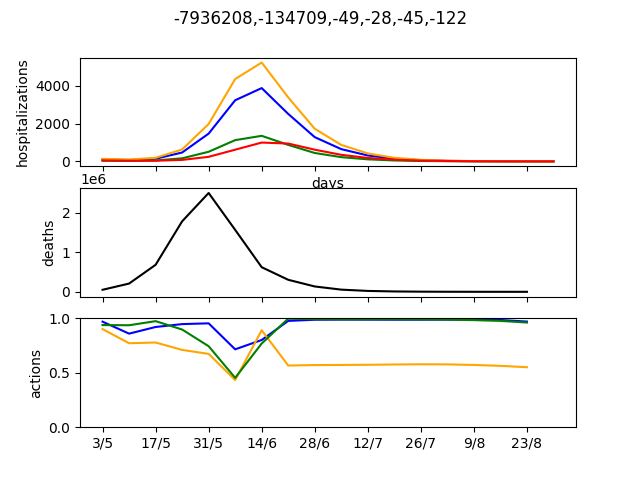 -7936208,-134709,-49,-28,-45,-122
hospitalizations
4000
2000
0
days
1e6
deaths
2
1
0
actions
1.0
0.5
0.0
3/5 17/5 31/5 14/6 28/6 12/7 26/7 9/8 23/8